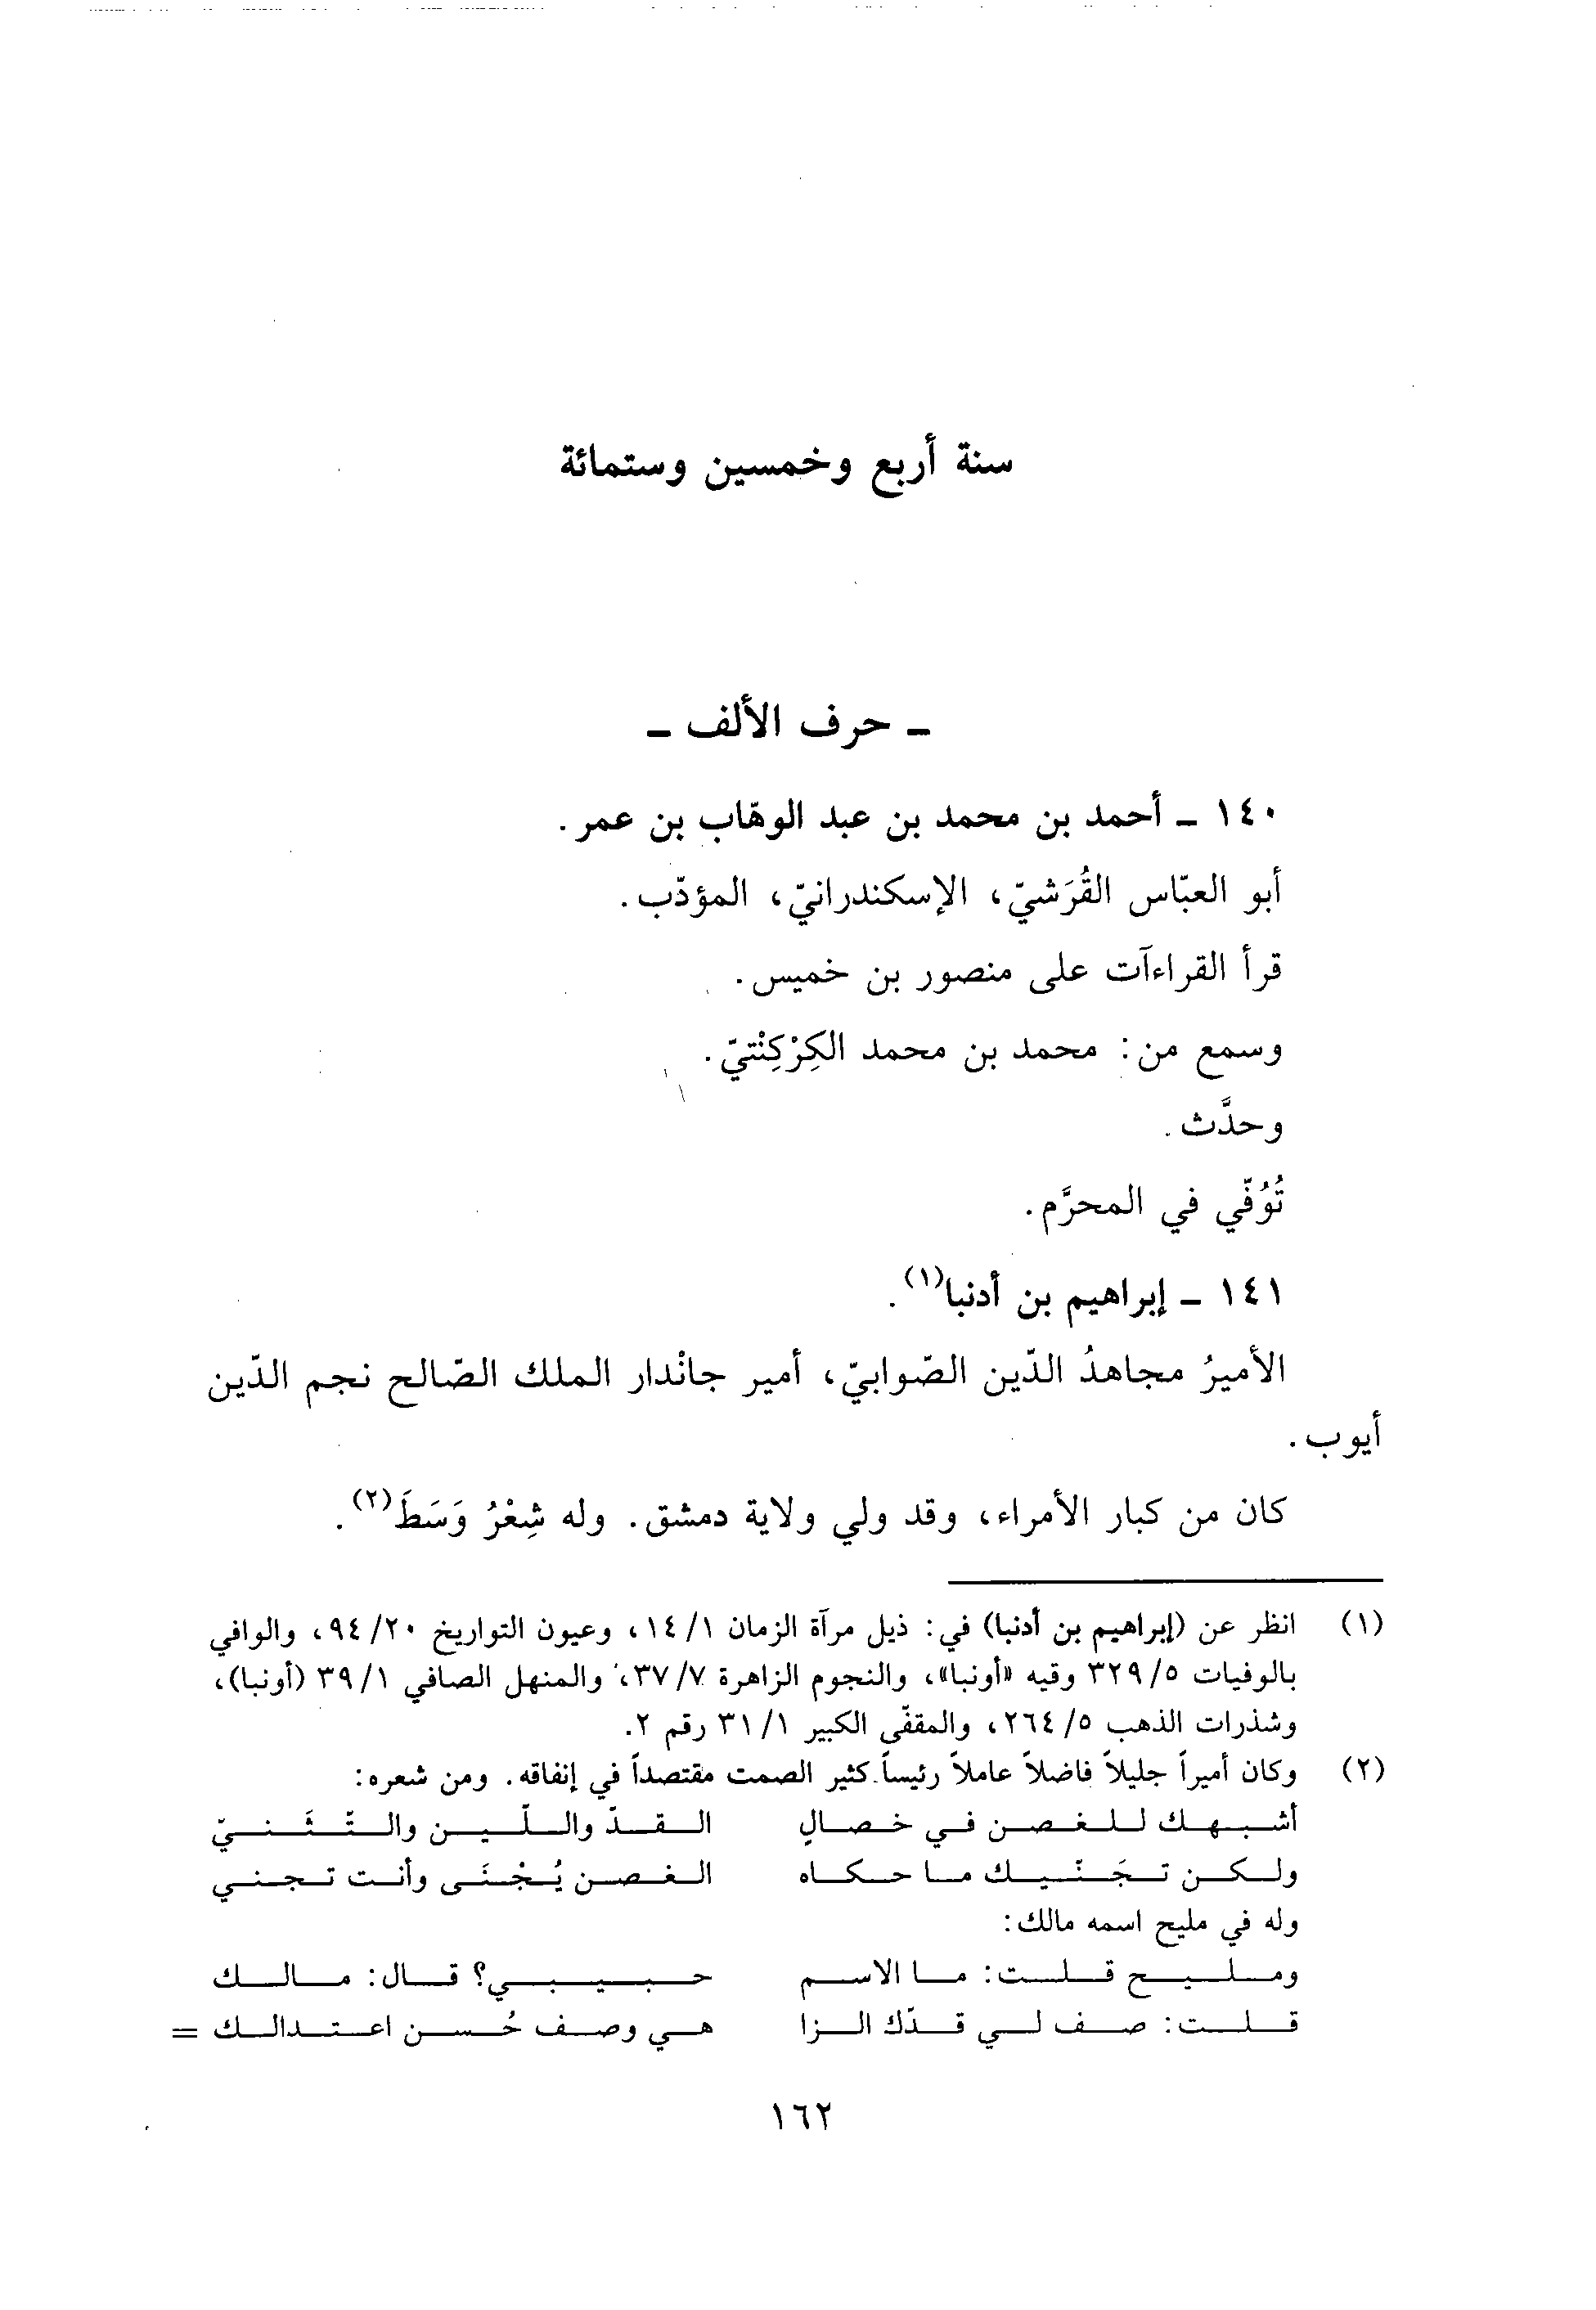 سنة أربع وخمسين وستمائة
ـ حرف الألف ـ
١٤٠ ـ أحمد بن محمد بن عبد الوهّاب بن عمر.
أبو العبّاس القُرَشيّ، الإسكندرانيّ، المؤدّب.
قرأ القراءآت على منصور بن خميس.
وسمع من: محمد بن محمد الكِرْكِنْتيّ.
وحدَّث.
تُوُفّي في المحرَّم.
١٤١ ـ إبراهيم بن أدنبا(١).
الأميرُ مجاهدُ الدّين الصّوابيّ، أمير جانْدار الملك الصّالح نجم الدّين
أيوب.
كان من كبار الأمراء، وقد ولي ولاية دمشق. وله شِعْرُ وَسَطَ(٢).
(١) انظر عن (إبراهيم بن أدنبا) في: ذيل مرآة الزمان ١٤/١، وعيون التواريخ ٩٤/٢٠، والوافي
بالوفيات ٣٢٩/٥ وقيه «أونبا»، والنجوم الزاهرة ٣٧/٧، والمنهل الصافي ٣٩/١ (أونبا)،
وشذرات الذهب ٢٦٤/٥، والمقفّى الكبير ٣١/١ رقم ٢.
(٢) وكان أميراً جليلاً فاضلاً عاملاً رئيساً كثير الصمت مقتصداً في إنفاقه. ومن شعره:
أشبهك للغصن في خصالٍ القدّ واللّين والتّثَنيّ
ولكن تجَنّيك ما حكاه الغصن يُجْنَى وأنت تجني
وله في مليح اسمه مالك:
ومليح قلت: ما الاسم حبيبي؟ قال: مالك
قلت: صف لي قدّك الزا هي وصف حُسن اعتدالك =
١٦٢